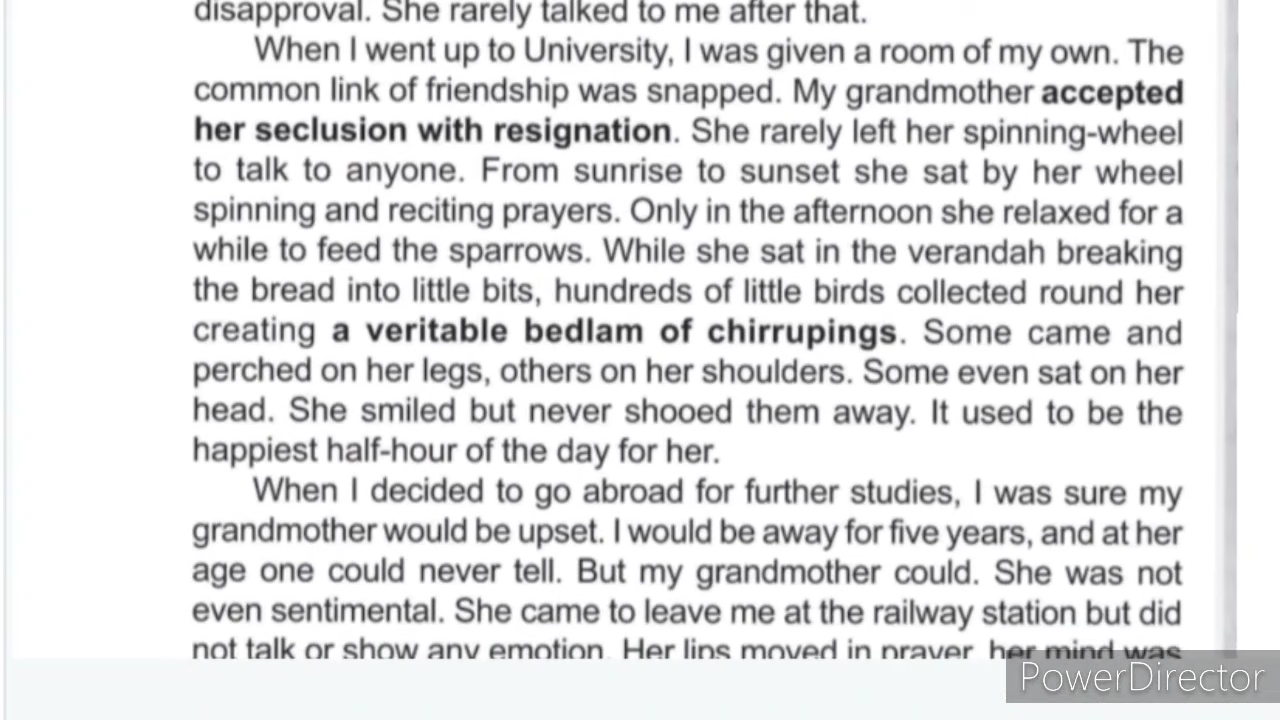 disapproval. She rarely talked to me after that.
When I went up to University, I was given a room of my own. The
common link of friendship was snapped. My grandmother accepted
her seclusion with resignation. She rarely left her spinning-wheel
to talk to anyone. From sunrise to sunset she sat by her wheel
spinning and reciting prayers. Only in the afternoon she relaxed for a
while to feed the sparrows. While she sat in the verandah breaking
the bread into little bits, hundreds of little birds collected round her
creating a veritable bedlam of chirrupings. Some came and
perched on her legs, others on her shoulders. Some even sat on her
head. She smiled but never shooed them away. It used to be the
happiest half-hour of the day for her.
When I decided to go abroad for further studies, I was sure my
grandmother would be upset. I would be away for five years, and at her
age one could never tell. But my grandmother could. She was not
even sentimental. She came to leave me at the railway station but did
not talk or show any emotion. Her lips moved in prayer, her mind was
PowerDirector